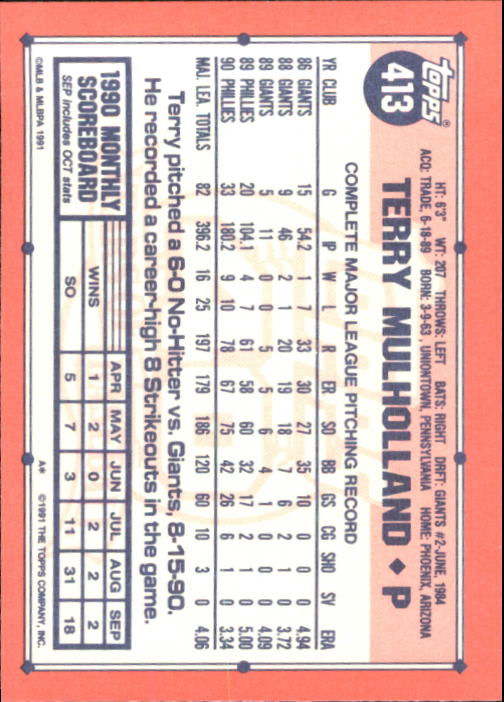 topps®
413
HT: 6'3" WT: 207 THROWS: LEFT BATS: RIGHT DRFT: GIANTS #2-JUNE, 1984
ACQ: TRADE, 6-18-89 BORN: 3-9-63, UNIONTOWN, PENNSYLVANIA HOME: PHOENIX, ARIZONA
TERRY MULHOLLAND ♦ P
COMPLETE MAJOR LEAGUE PITCHING RECORD
YR CLUB G IP W L R ER SO BB GS CG SHO SV ERA
86 GIANTS 15 54.2 1 7 33 30 27 35 10 0 0 0 4.94
88 GIANTS 9 46 2 1 20 19 18 7 6 2 1 0 3.72
89 GIANTS 5 11 0 0 5 5 6 4 1 0 0 0 4.09
89 PHILLIES 20 104.1 4 7 61 58 60 32 17 2 1 0 5.00
90 PHILLIES 33 180.2 9 10 78 67 75 42 26 6 1 0 3.34
MAJ. LEA. TOTALS 82 396.2 16 25 197 179 186 120 60 10 3 0 4.06
Terry pitched a 6-0 No-Hitter vs. Giants, 8-15-90.
He recorded a career-high 8 Strikeouts in the game.
1990 MONTHLY
SCOREBOARD
SEP includes OCT stats
APR MAY JUN JUL AUG SEP
WINS 1 2 0 2 2 2
SO 5 7 3 11 31 18
©MLB & MLBPA 1991
A* ©1991 THE TOPPS COMPANY, INC.